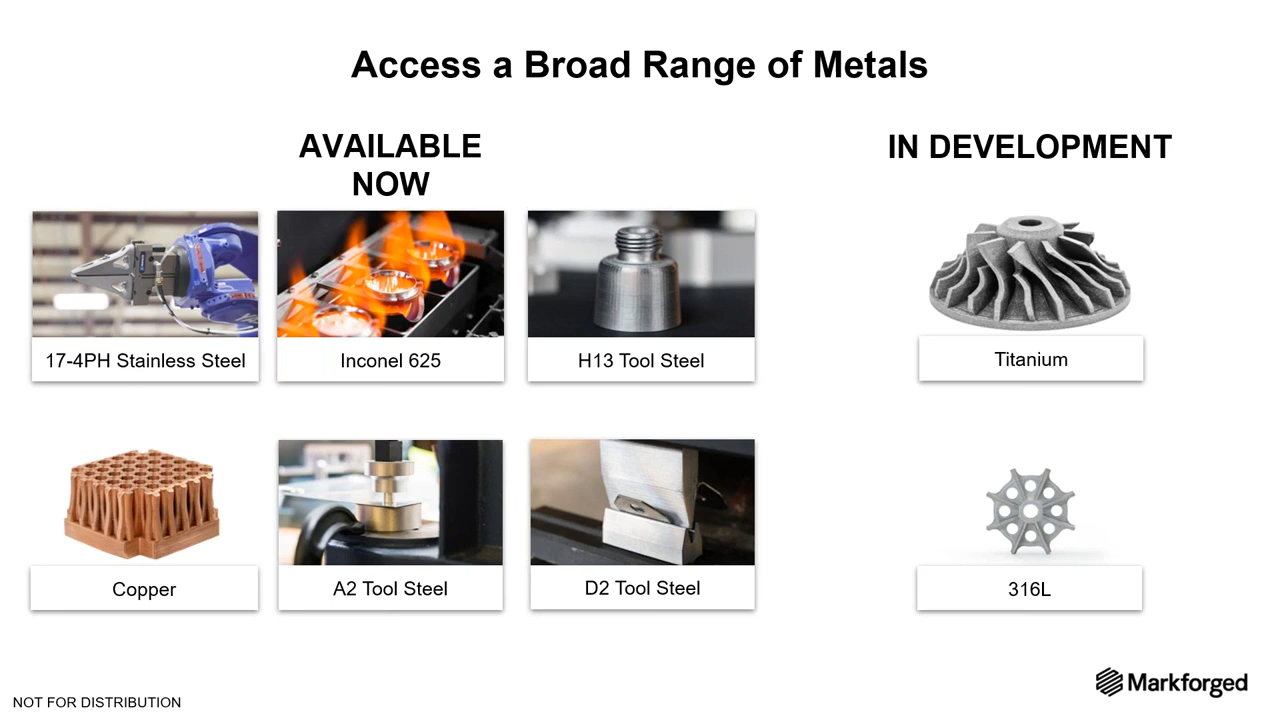 Access a Broad Range of Metals
AVAILABLE
NOW
IN DEVELOPMENT
17-4PH Stainless Steel
Inconel 625
H13 Tool Steel
Titanium
Copper
A2 Tool Steel
D2 Tool Steel
316L
Markforged
NOT FOR DISTRIBUTION